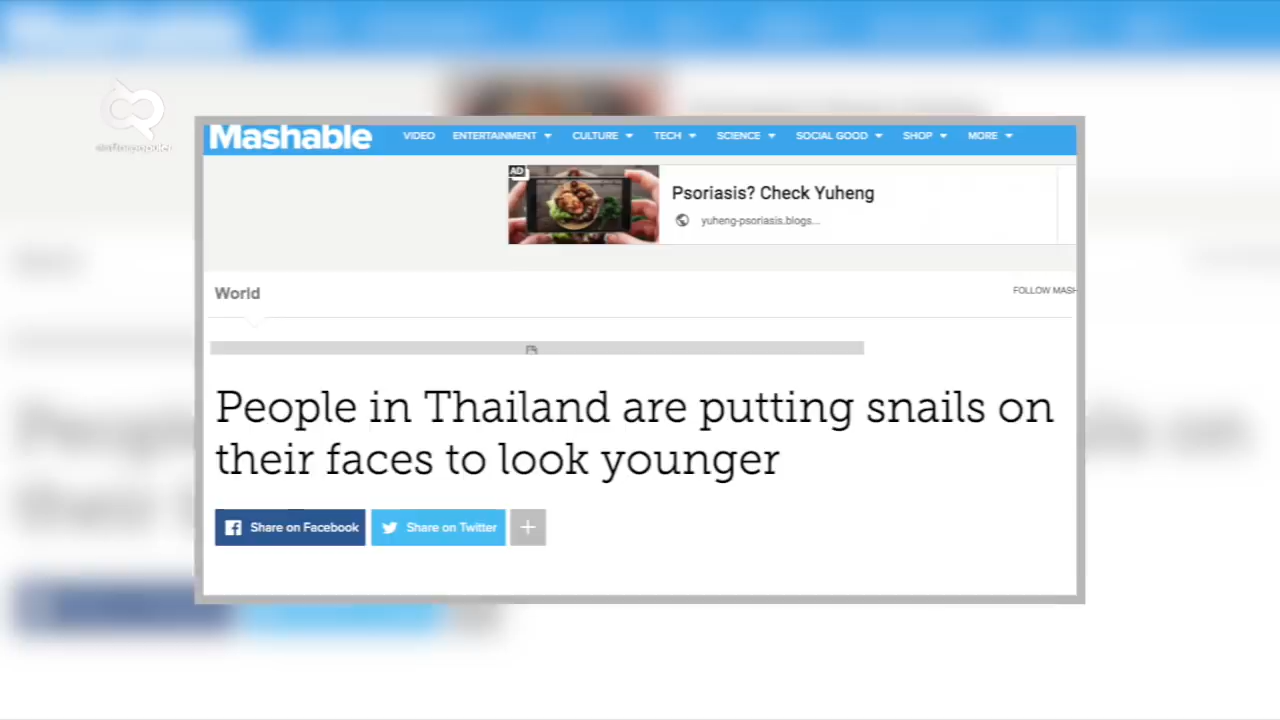 Mashable
VIDEO ENTERTAINMENT CULTURE TECH SCIENCE SOCIAL GOOD SHOP MORE
AD
Psoriasis? Check Yuheng
yuheng-psoriasis.blogs...
World
FOLLOW MASH
People in Thailand are putting snails on
their faces to look younger
Share on Facebook Share on Twitter +